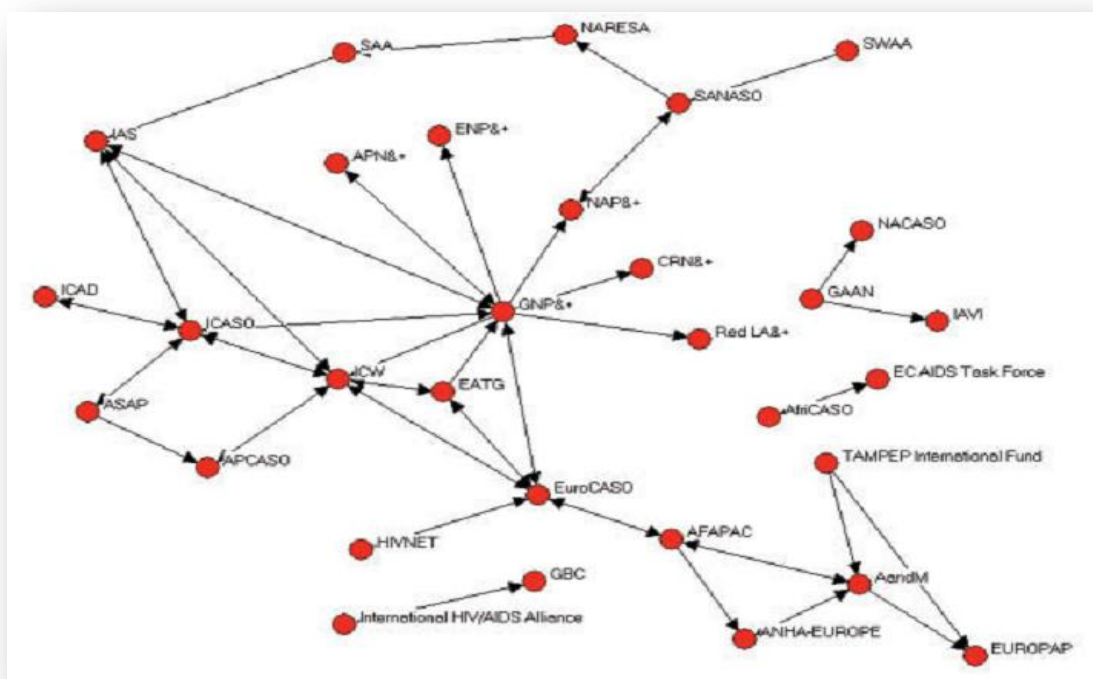 SAA
NARESA
SWAA
SANASO
IAS
ENP&+
APN&+
NAP&+
NACASO
CRN&+
ICAD
GAAN
GNP&+
ICASO
IAVI
Red LA&+
ICW
EATG
EC AIDS Task Force
ASAP
AfriCASO
APCASO
TAMPEP International Fund
EuroCASO
HIVNET
AFAPAC
GBC
AandM
International HIV/AIDS Alliance
ANHA-EUROPE
EUROPAP